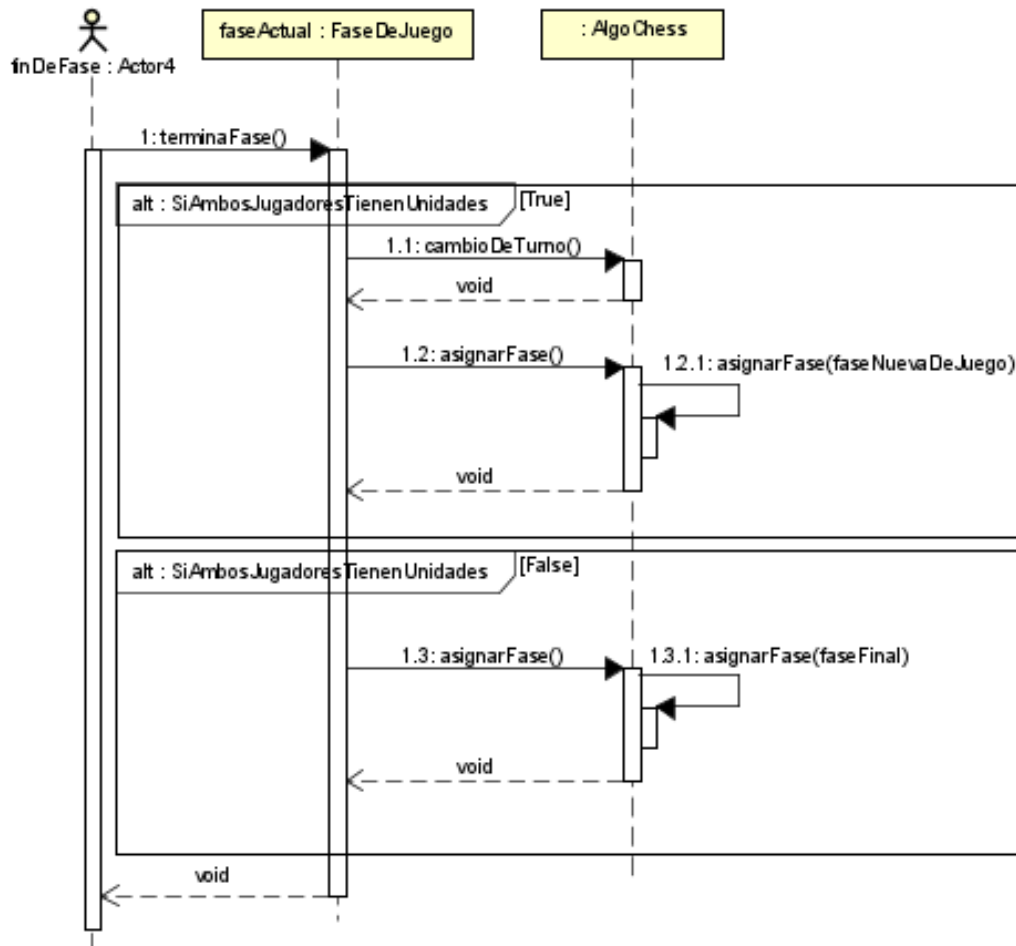 faseActual : FaseDeJuego
: AlgoChess
finDeFase : Actor4
1: terminaFase()
alt : SiAmbosJugadoresTienenUnidades
[True]
1.1: cambioDeTurno()
void
1.2: asignarFase()
1.2.1: asignarFase(faseNuevaDeJuego)
void
alt : SiAmbosJugadoresTienenUnidades
[False]
1.3: asignarFase()
1.3.1: asignarFase(faseFinal)
void
void